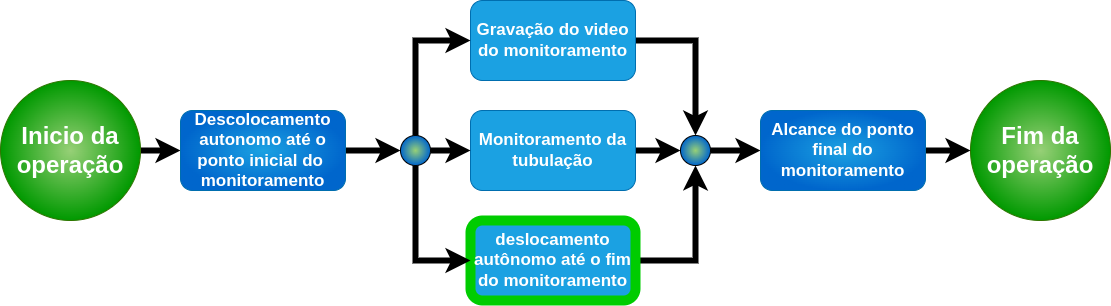 Inicio da
operação
Descolocamento
autonomo até o
ponto inicial do
monitoramento
Gravação do video
do monitoramento
Monitoramento da
tubulação
deslocamento
autônomo até o fim
do monitoramento
Alcance do ponto
final do
monitoramento
Fim da
operação